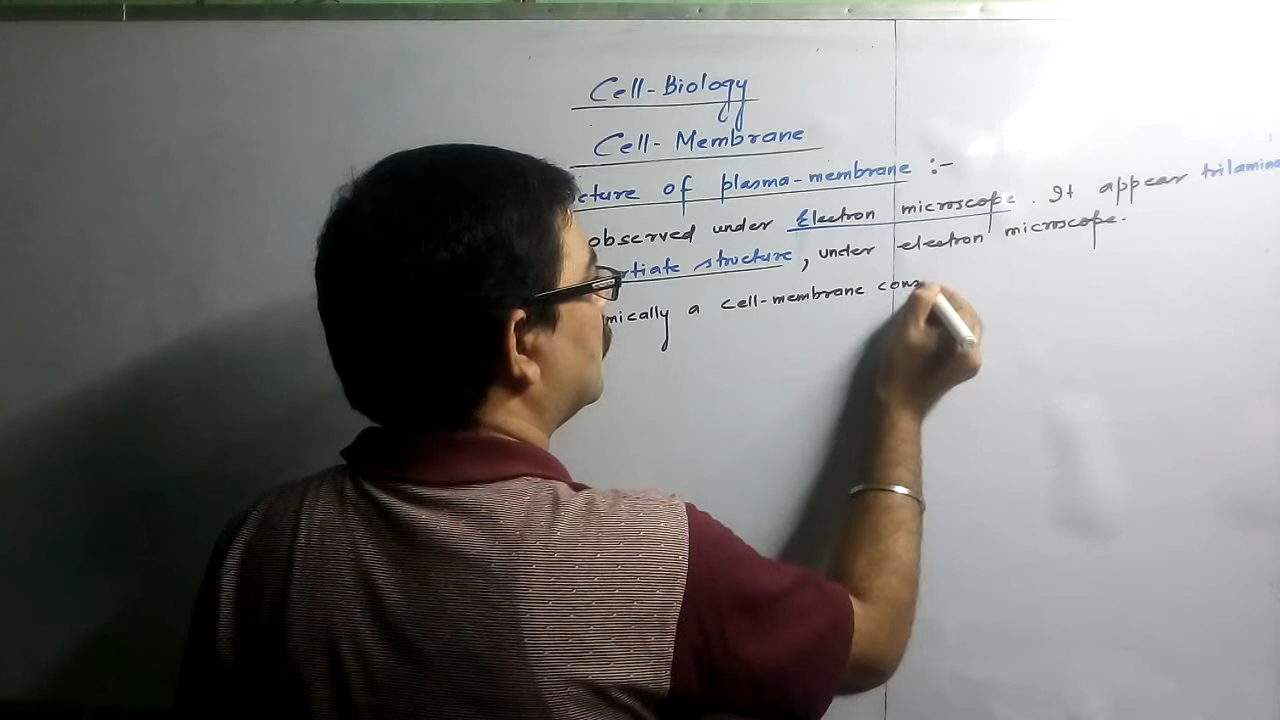 Cell-Biology
Cell-Membrane
cture of plasma-membrane :-
observed under Electron microscope. It appear trilamina
rtiate structure, under electron microscope.
mically a cell-membrane cons